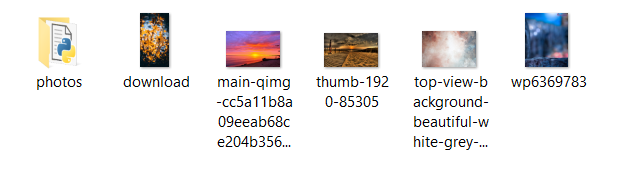 photos
download
main-qimg
-cc5a11b8a
09eeab68c
e204b356...
thumb-192
0-85305
top-view-b
ackground-
beautiful-w
hite-grey-...
wp6369783